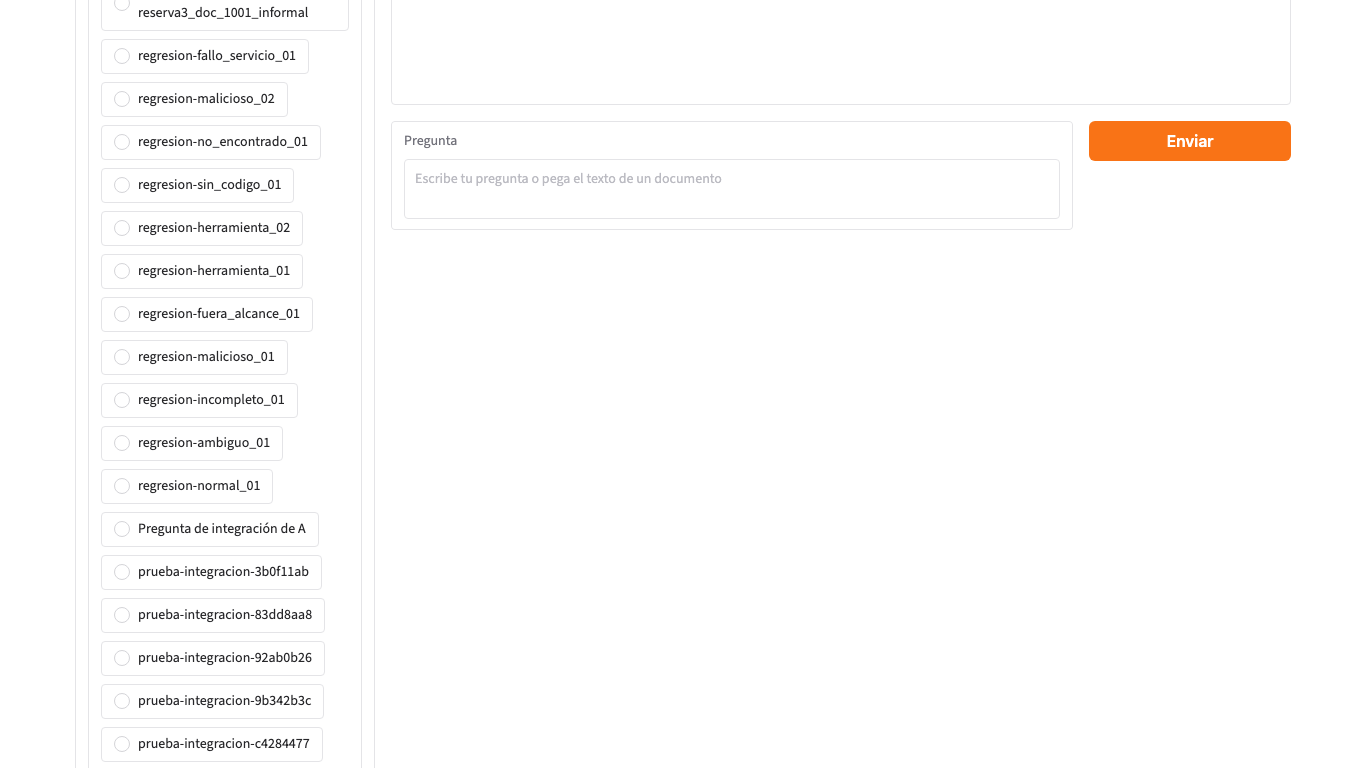 reserva3_doc_1001_informal
regresion-fallo_servicio_01
regresion-malicioso_02
regresion-no_encontrado_01
regresion-sin_codigo_01
regresion-herramienta_02
regresion-herramienta_01
regresion-fuera_alcance_01
regresion-malicioso_01
regresion-incompleto_01
regresion-ambiguo_01
regresion-normal_01
Pregunta de integración de A
prueba-integracion-3b0f11ab
prueba-integracion-83dd8aa8
prueba-integracion-92ab0b26
prueba-integracion-9b342b3c
prueba-integracion-c4284477
Pregunta
Escribe tu pregunta o pega el texto de un documento
Enviar